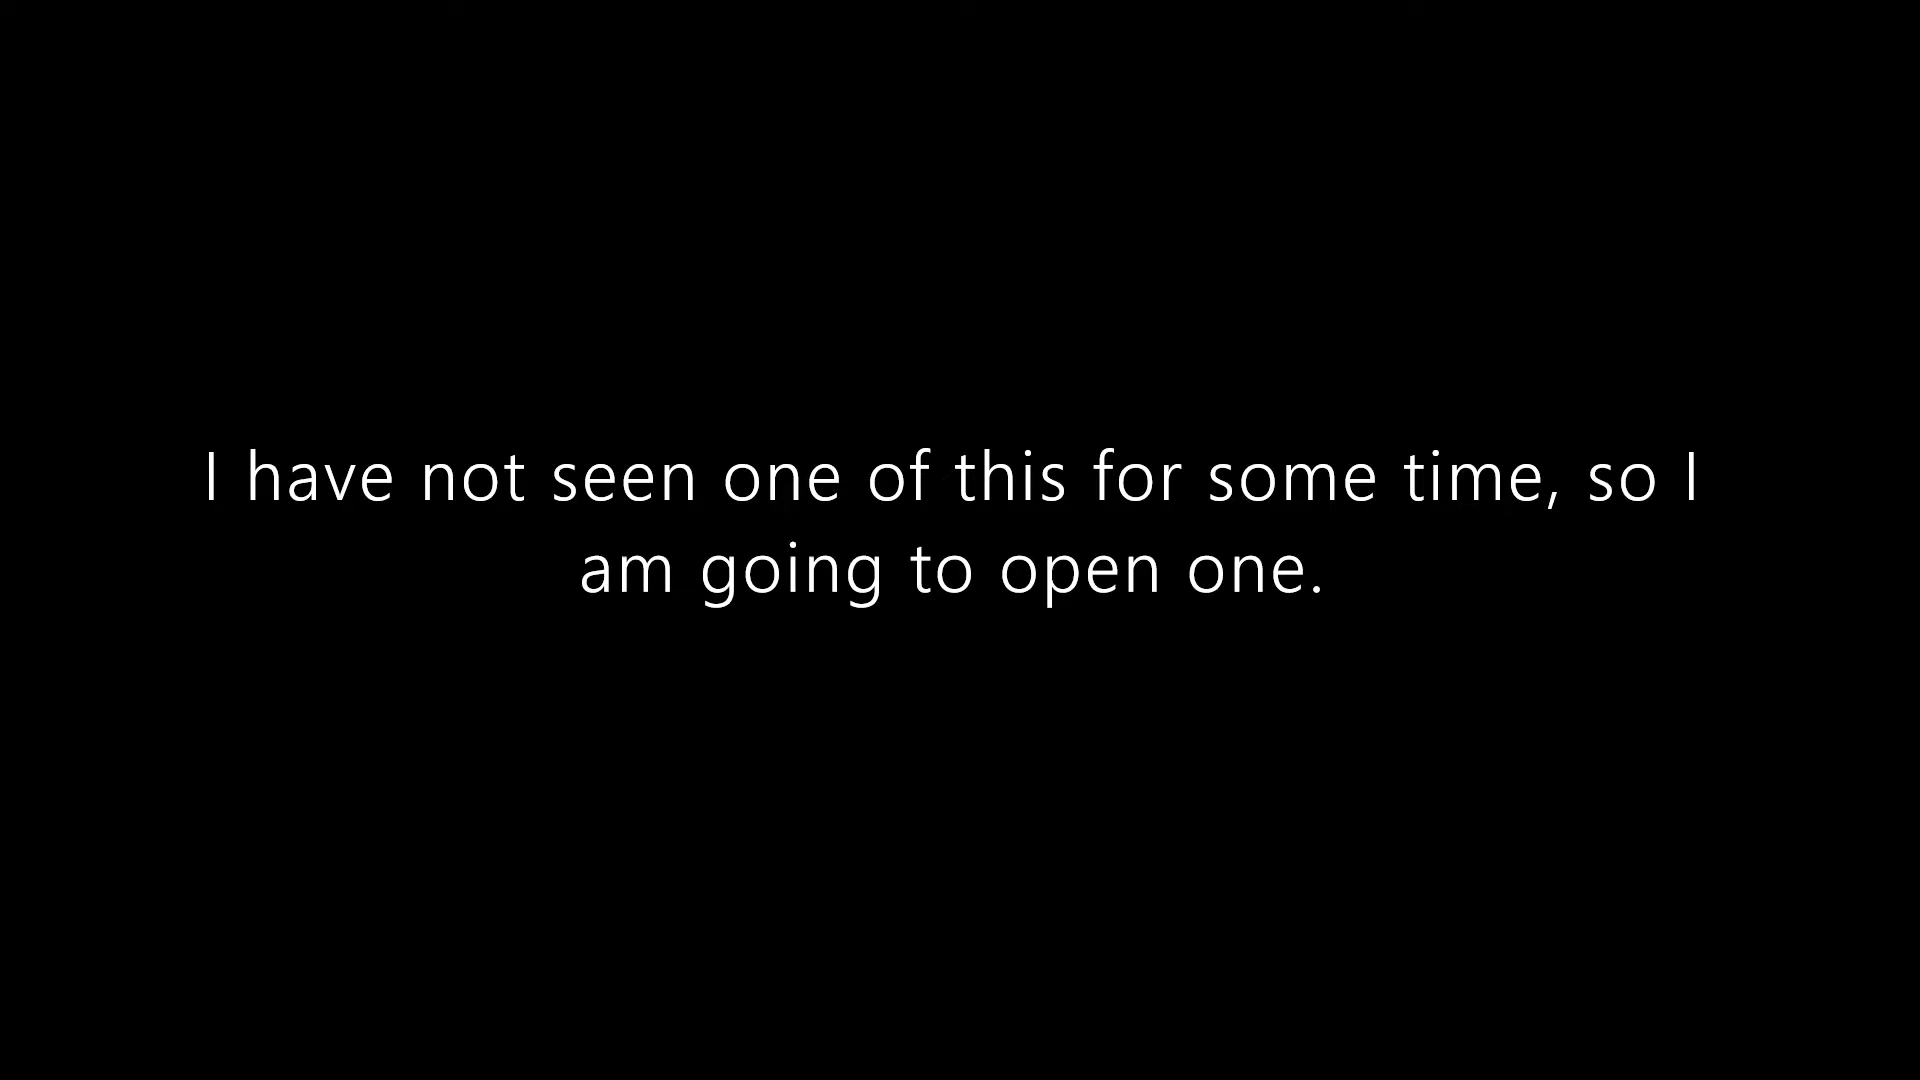 I have not seen one of this for some time, so I
am going to open one.